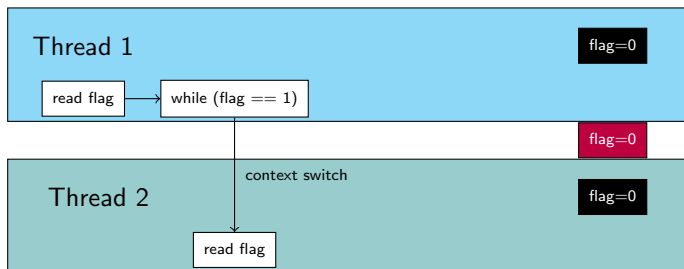 Thread 1
flag=0
read flag
while (flag == 1)
flag=0
context switch
Thread 2
flag=0
read flag